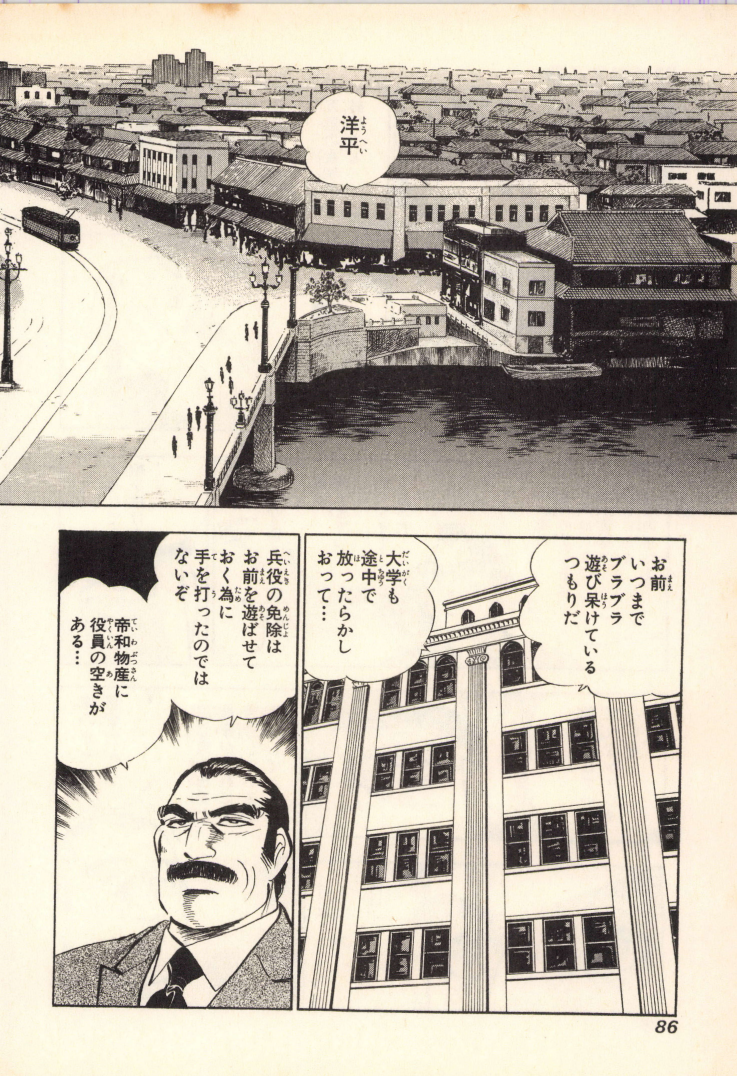 洋平
お前
いつまで
ブラブラ
遊び呆けている
つもりだ
大学も
途中で
放ったらかし
おって…
兵役の免除は
お前を遊ばせて
おく為に
手を打ったのでは
ないぞ
帝和物産に
役員の空きが
ある…
86